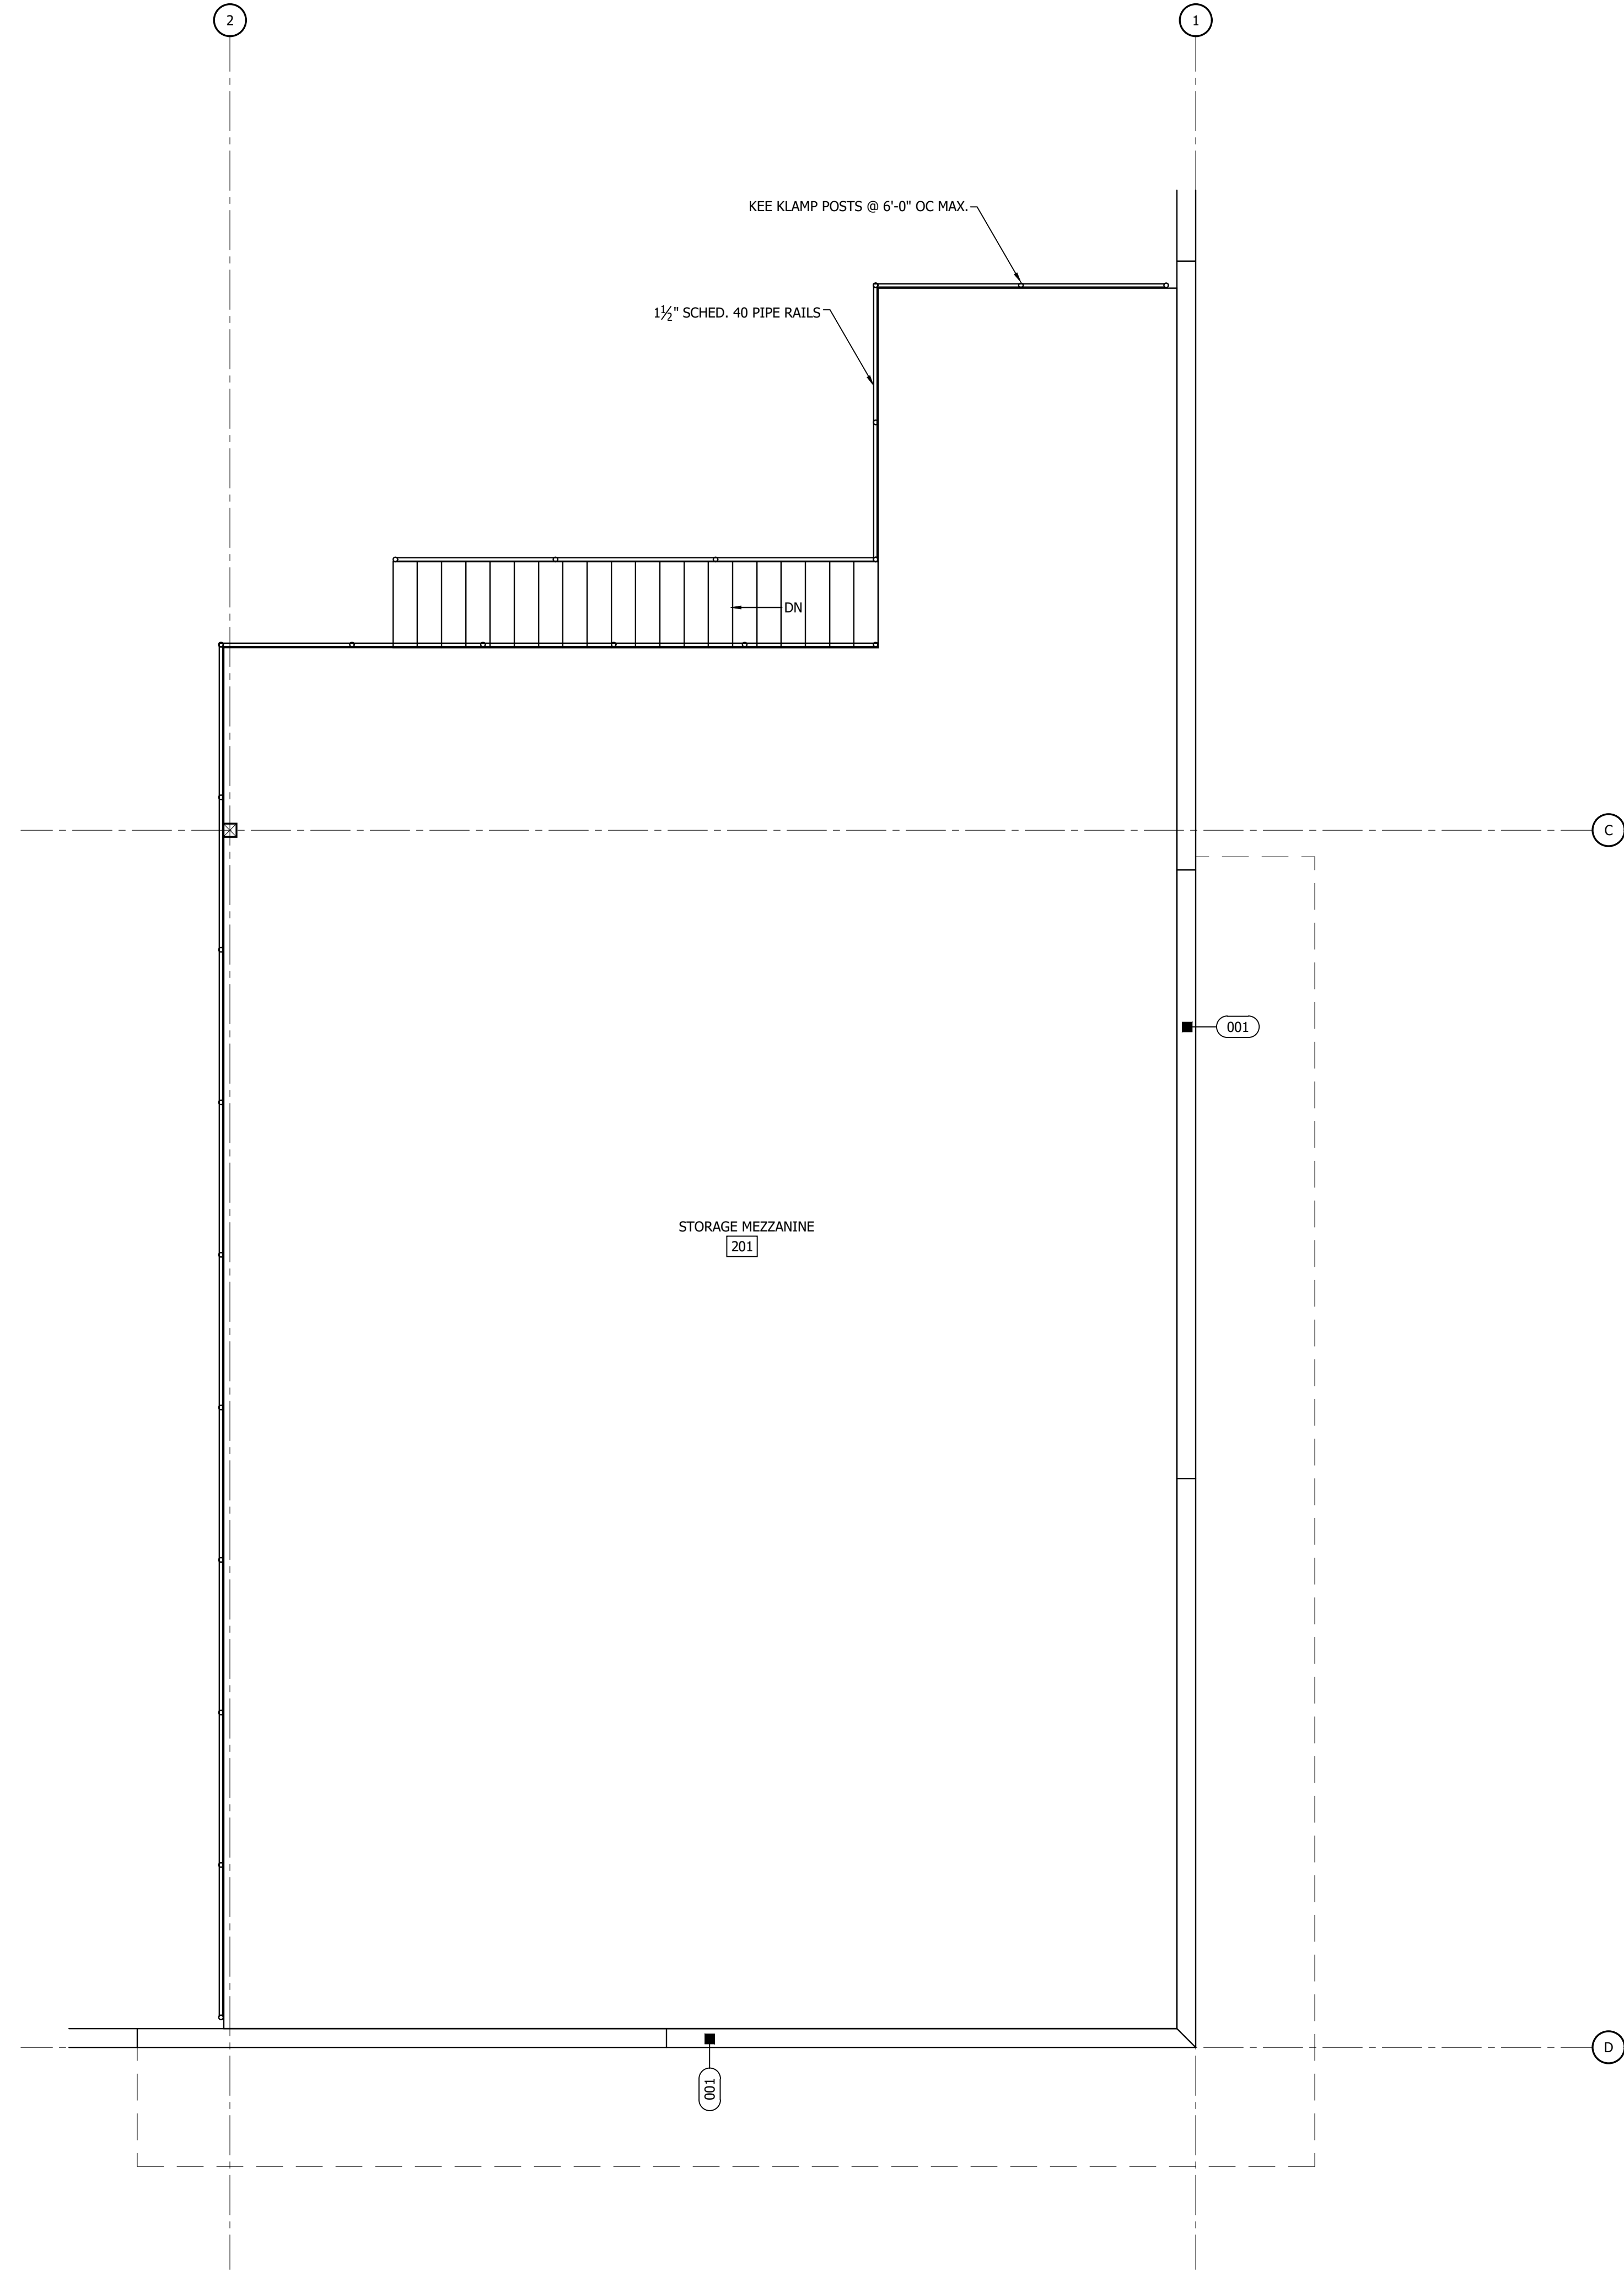 2
1
KEE KLAMP POSTS @ 6'-0" OC MAX.
1½" SCHED. 40 PIPE RAILS
DN
C
001
STORAGE MEZZANINE
201
D
001